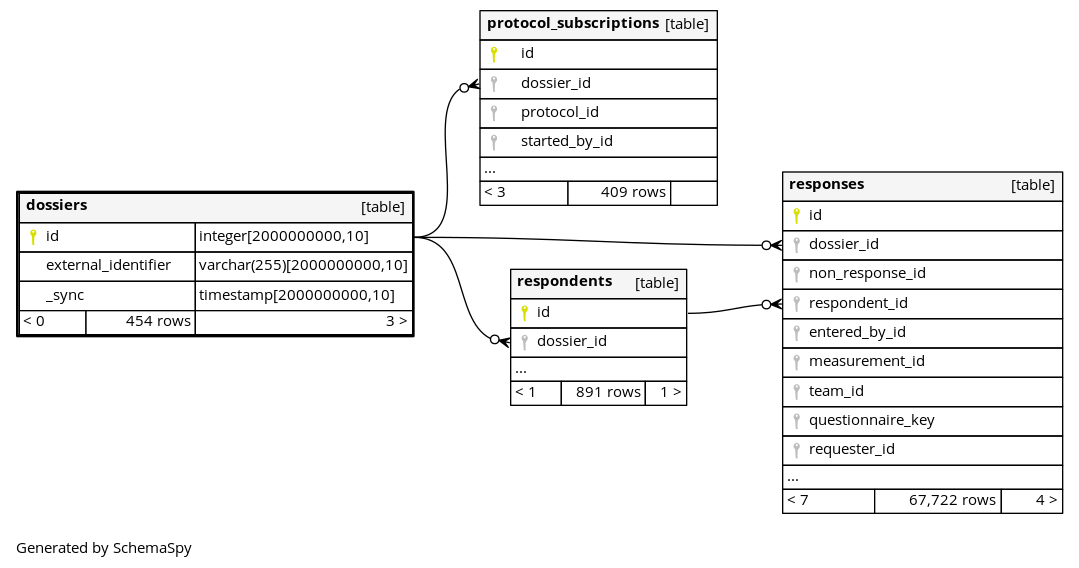 protocol_subscriptions [table]
id
dossier_id
protocol_id
started_by_id
...
< 3 409 rows
dossiers [table]
id integer[2000000000,10]
external_identifier varchar(255)[2000000000,10]
_sync timestamp[2000000000,10]
< 0 454 rows 3 >
respondents [table]
id
dossier_id
...
< 1 891 rows 1 >
responses [table]
id
dossier_id
non_response_id
respondent_id
entered_by_id
measurement_id
team_id
questionnaire_key
requester_id
...
< 7 67,722 rows 4 >
Generated by SchemaSpy